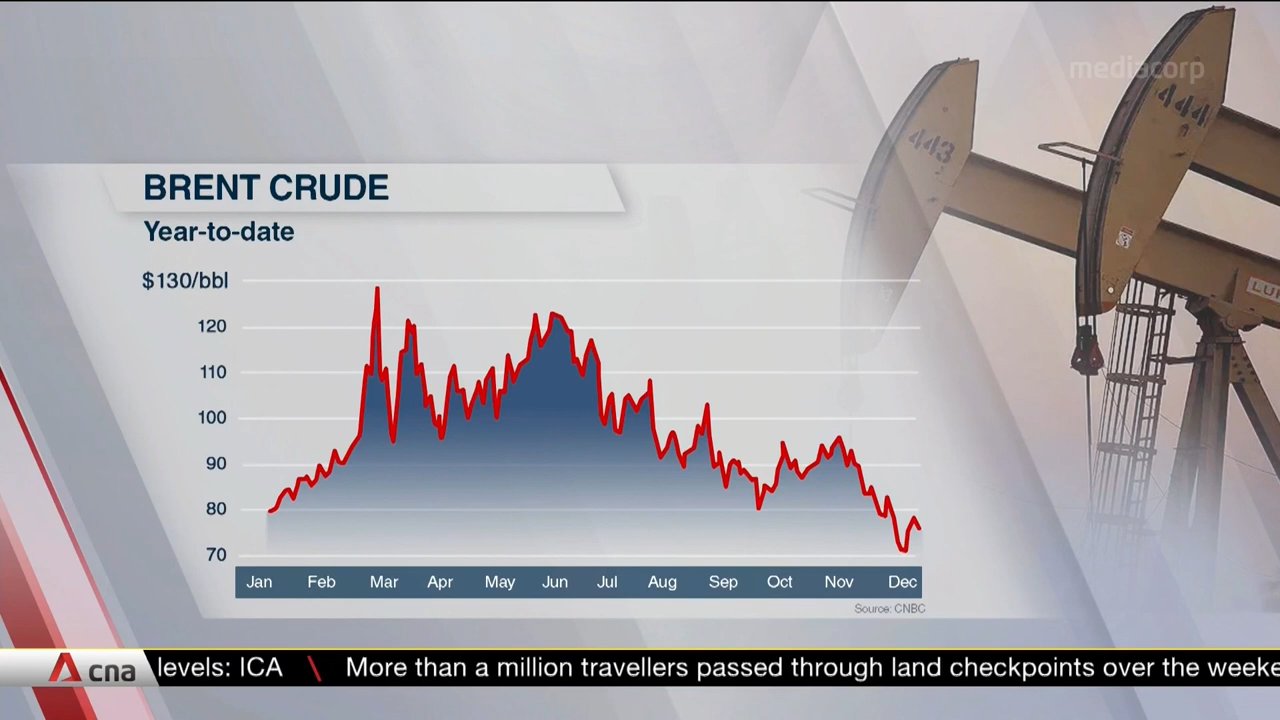 mediacorp
443
444
BRENT CRUDE
Year-to-date
$130/bbl
120
110
100
90
80
70
Jan Feb Mar Apr May Jun Jul Aug Sep Oct Nov Dec
Source: CNBC
cna levels: ICA \ More than a million travellers passed through land checkpoints over the weeke